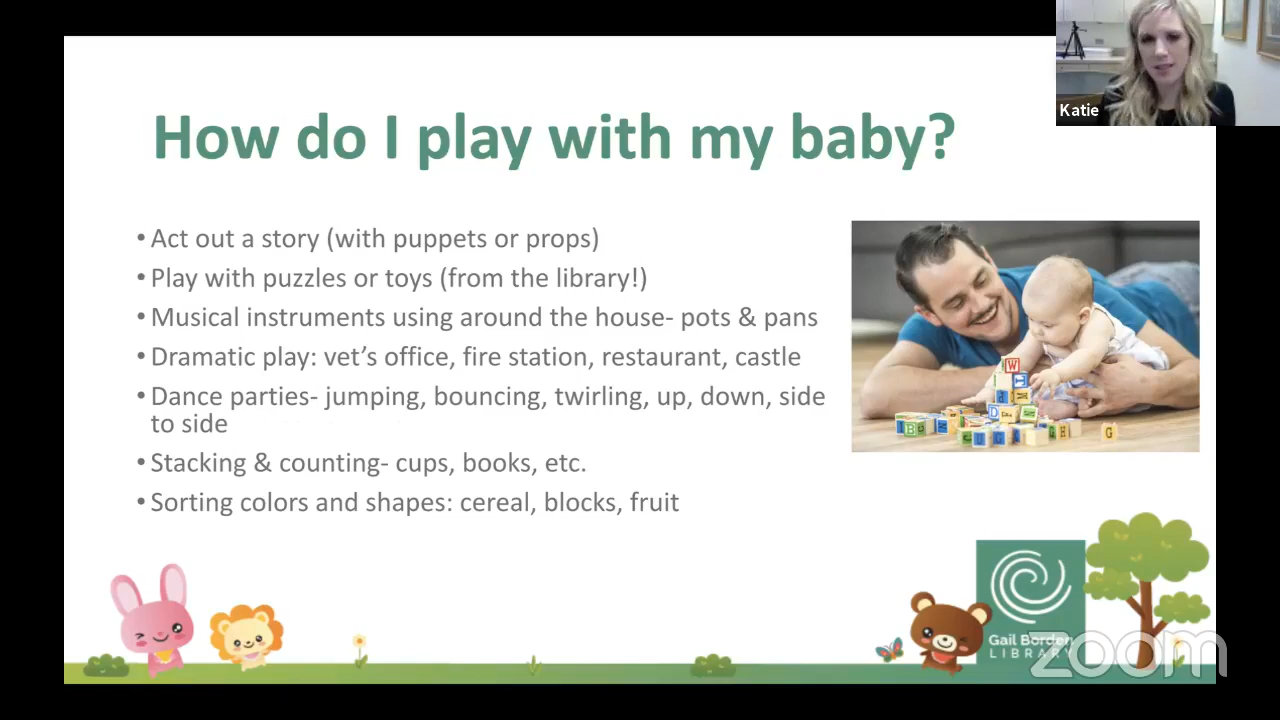 Katie
How do I play with my baby?
• Act out a story (with puppets or props)
• Play with puzzles or toys (from the library!)
• Musical instruments using around the house- pots & pans
• Dramatic play: vet's office, fire station, restaurant, castle
• Dance parties- jumping, bouncing, twirling, up, down, side
to side
• Stacking & counting- cups, books, etc.
• Sorting colors and shapes: cereal, blocks, fruit
W
D
G
Gail Borden
LIBRARY
zoom